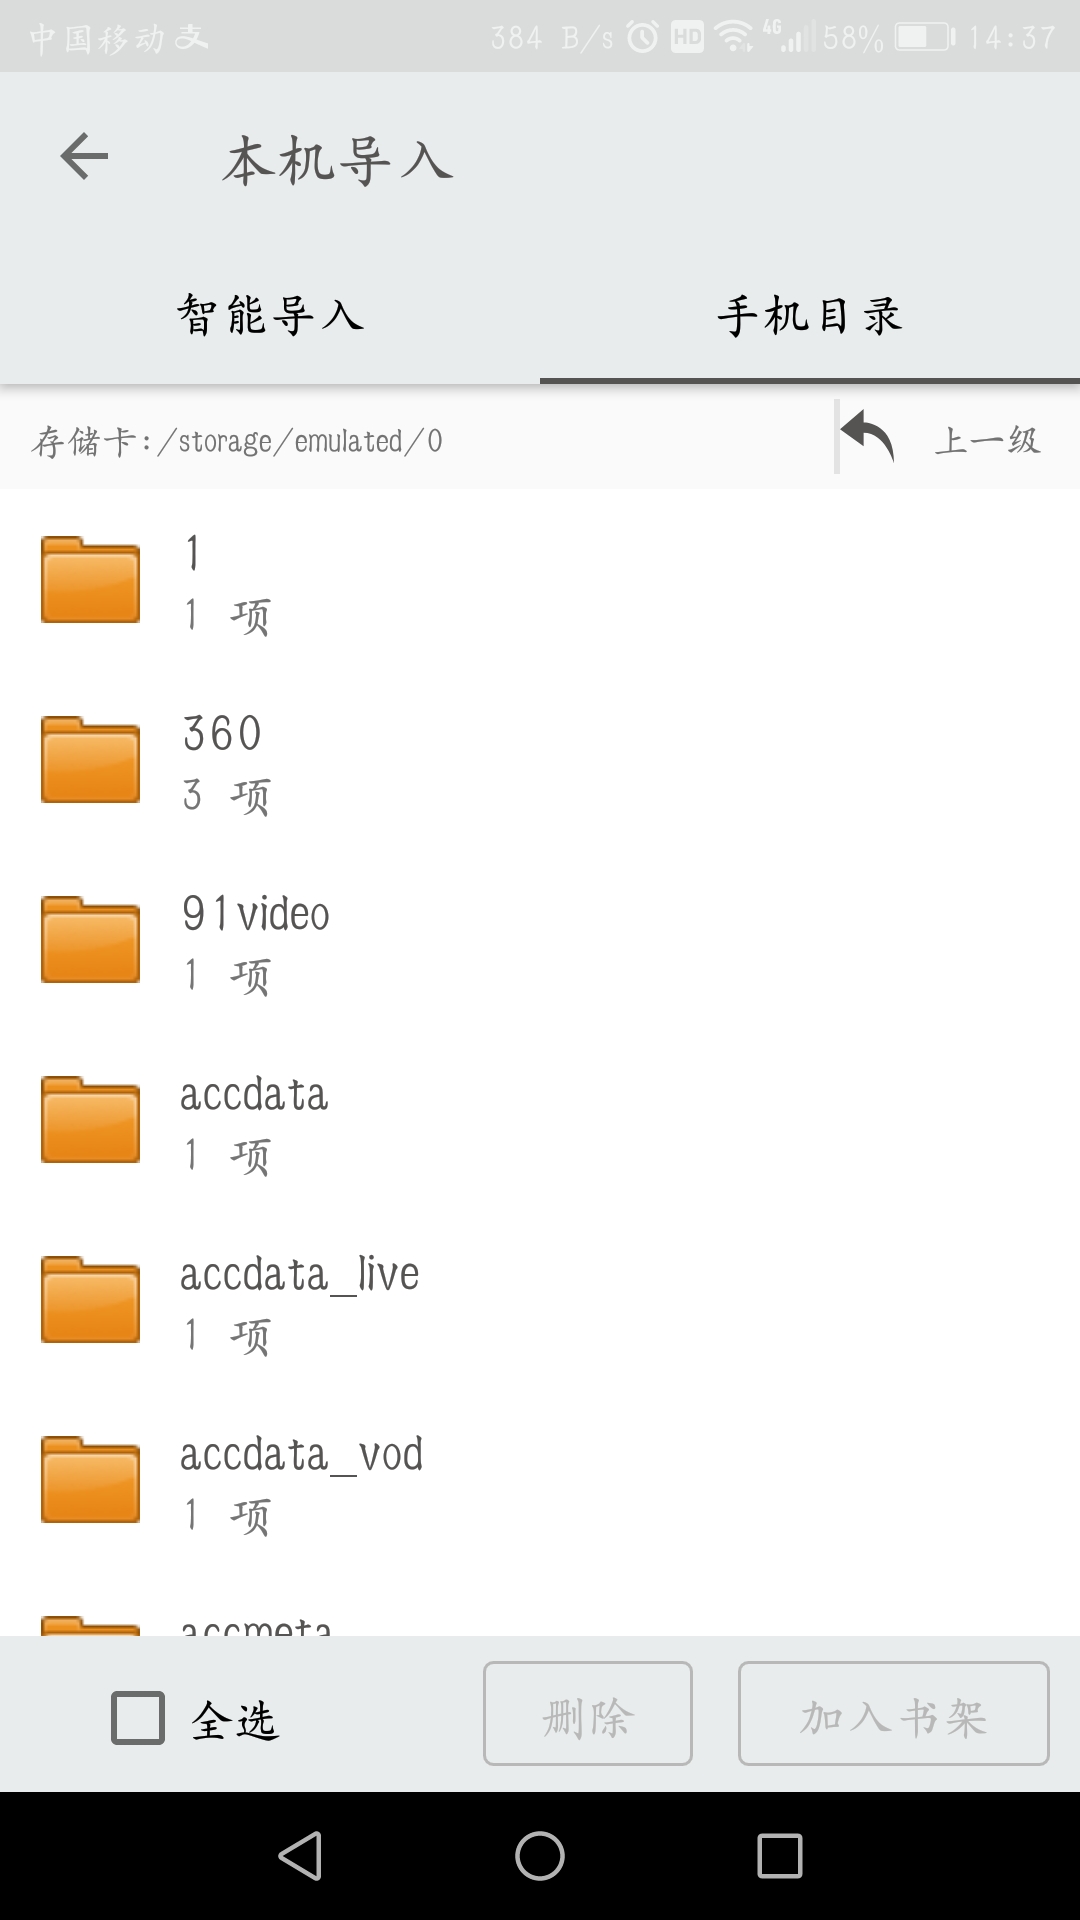 中国移动 支 384 B/s HD 4G 58% 14:37
本机导入
智能导入 手机目录
存储卡:/storage/emulated/0 上一级
1
1 项
360
3 项
91video
1 项
accdata
1 项
accdata_live
1 项
accdata_vod
1 项
accmeta
全选 删除 加入书架